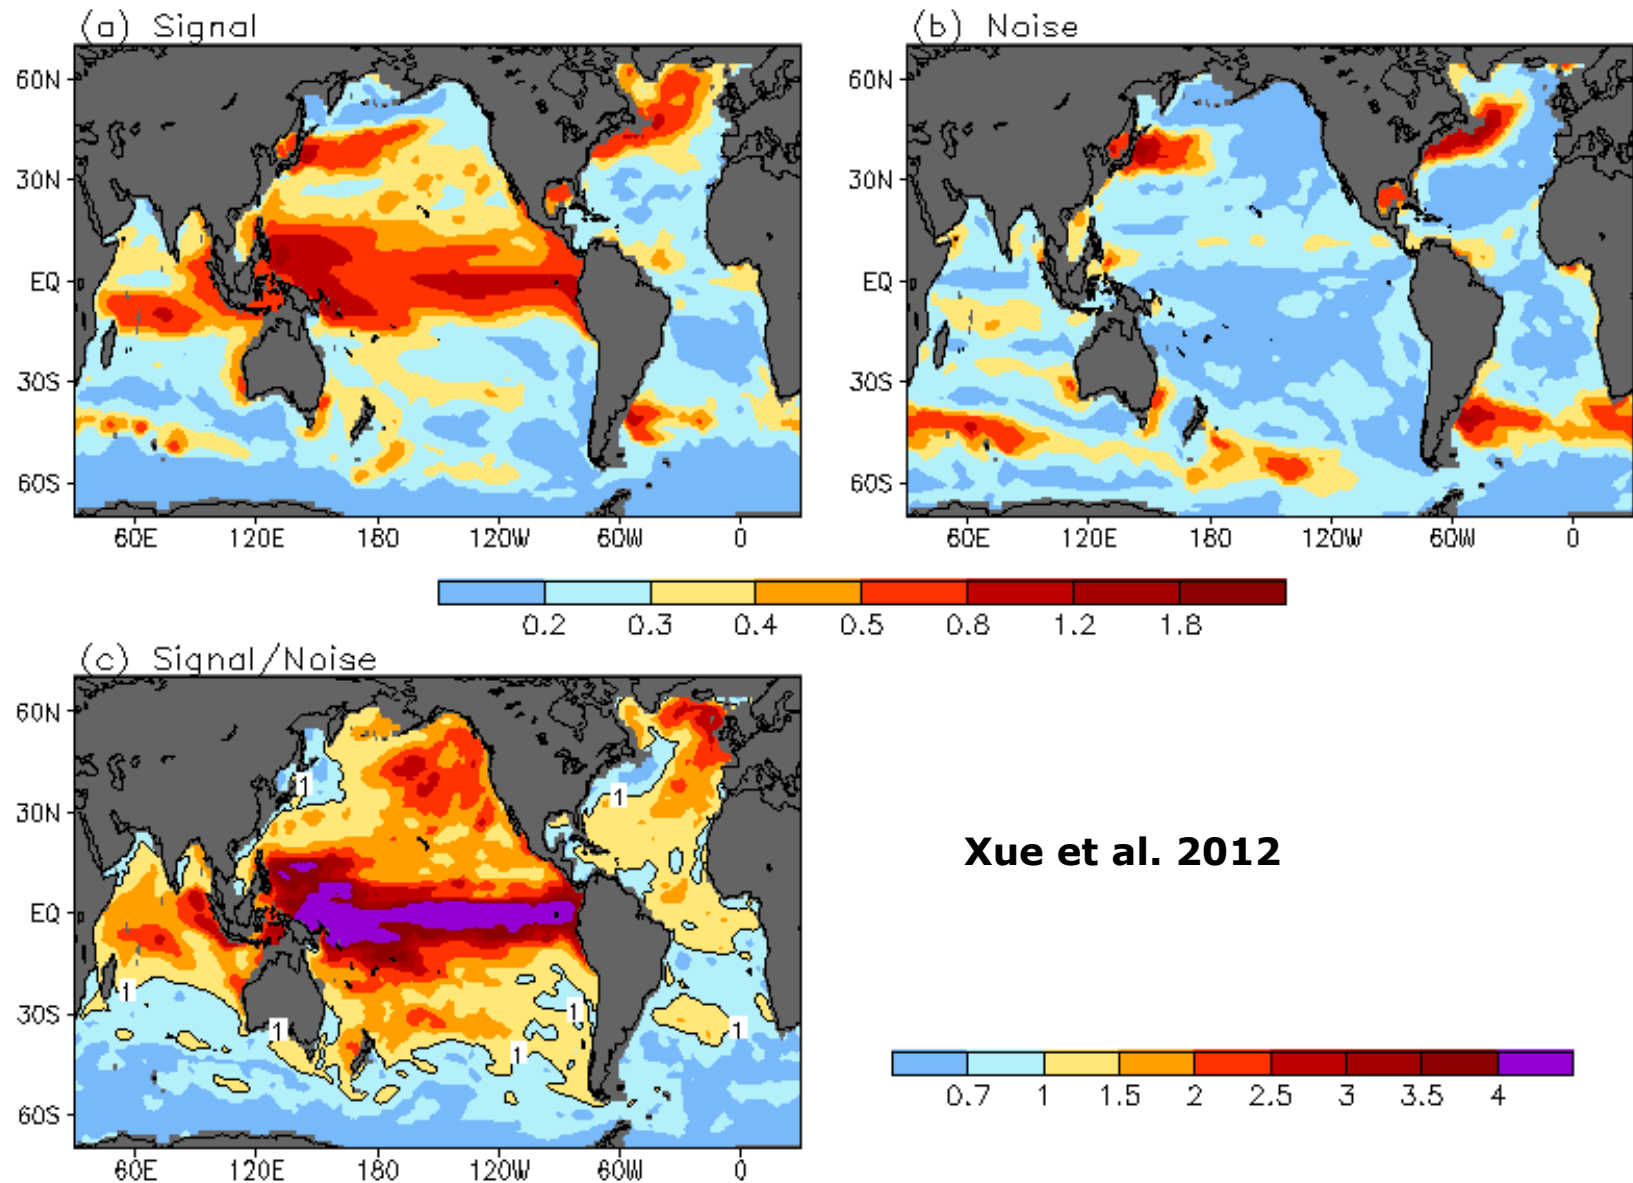 (a) Signal
(b) Noise
60N
30N
EQ
30S
60S
60E 120E 180 120W 60W 0
60N
30N
EQ
30S
60S
60E 120E 180 120W 60W 0
0.2 0.3 0.4 0.5 0.8 1.2 1.8
(c) Signal/Noise
60N
30N
EQ
30S
60S
1
1
1
1
1
1
1
60E 120E 180 120W 60W 0
Xue et al. 2012
0.7 1 1.5 2 2.5 3 3.5 4